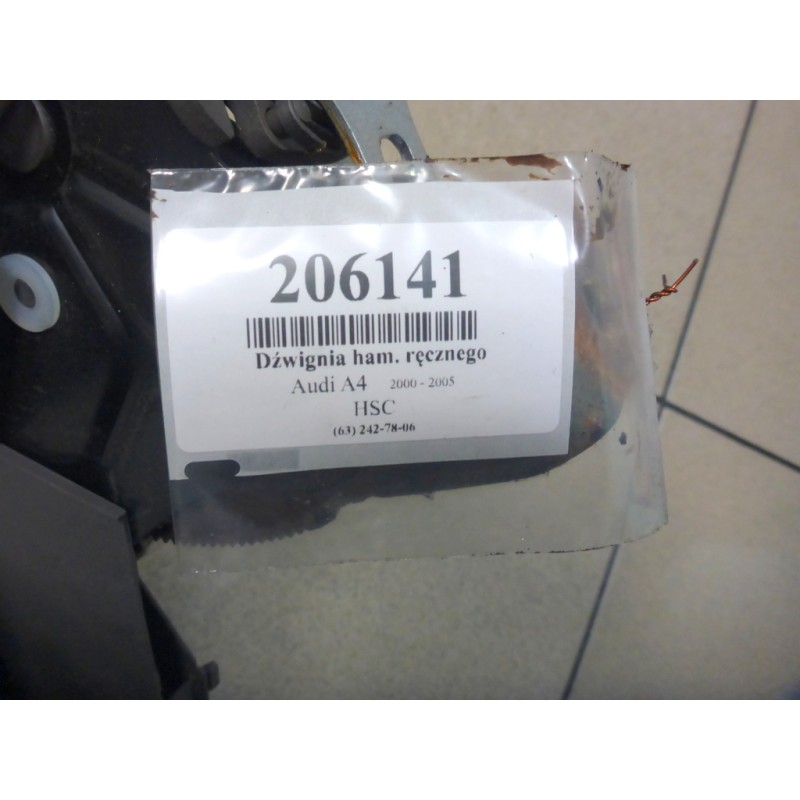 206141
Dźwignia ham. ręcznego
Audi A4 2000 - 2005
HSC
(63) 242-78-06